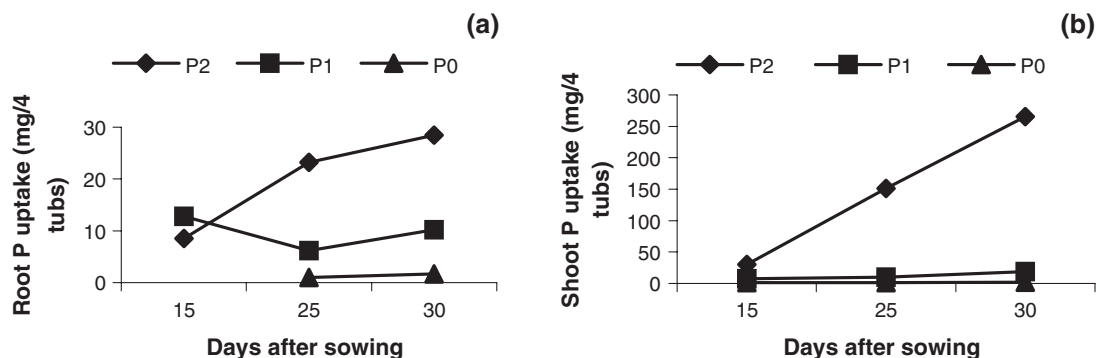 (a)
P2 P1 P0
Root P uptake (mg/4
tubs)
30
20
10
0
15 25 30
Days after sowing
(b)
P2 P1 P0
Shoot P uptake (mg/4
tubs)
300
250
200
150
100
50
0
15 25 30
Days after sowing